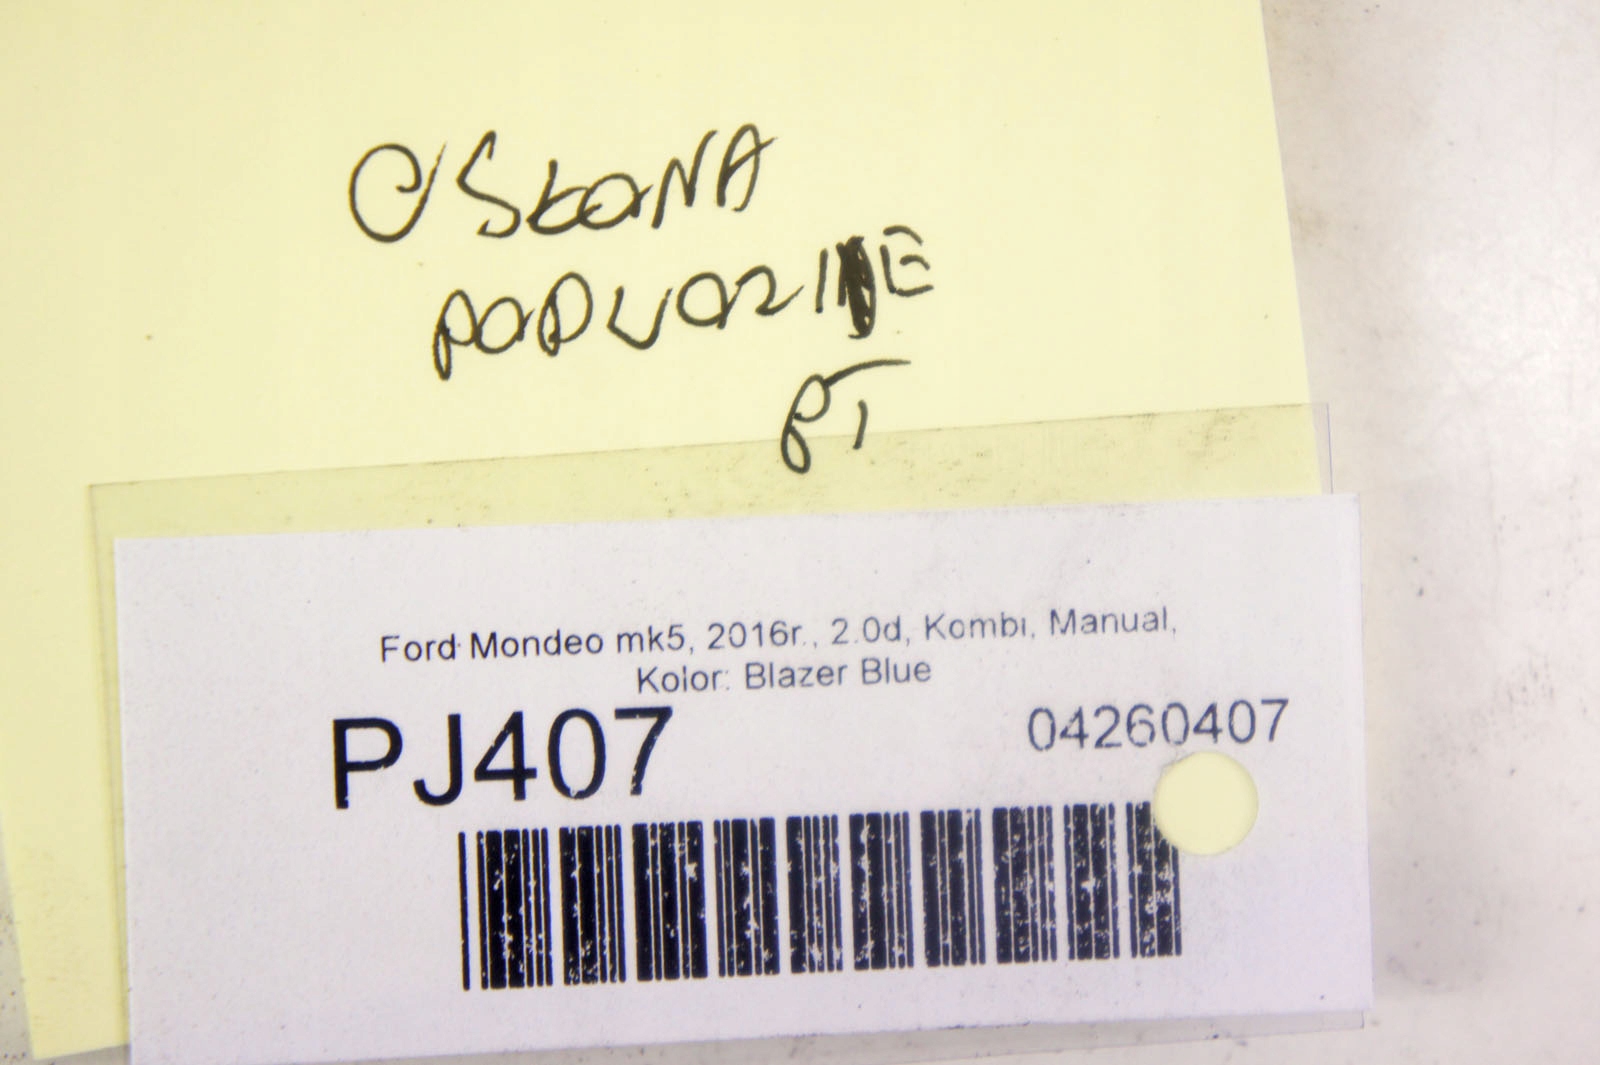 OSŁONA
PODWOZIE
PT
Ford Mondeo mk5, 2016r., 2.0d, Kombi, Manual,
Kolor: Blazer Blue
PJ407 04260407